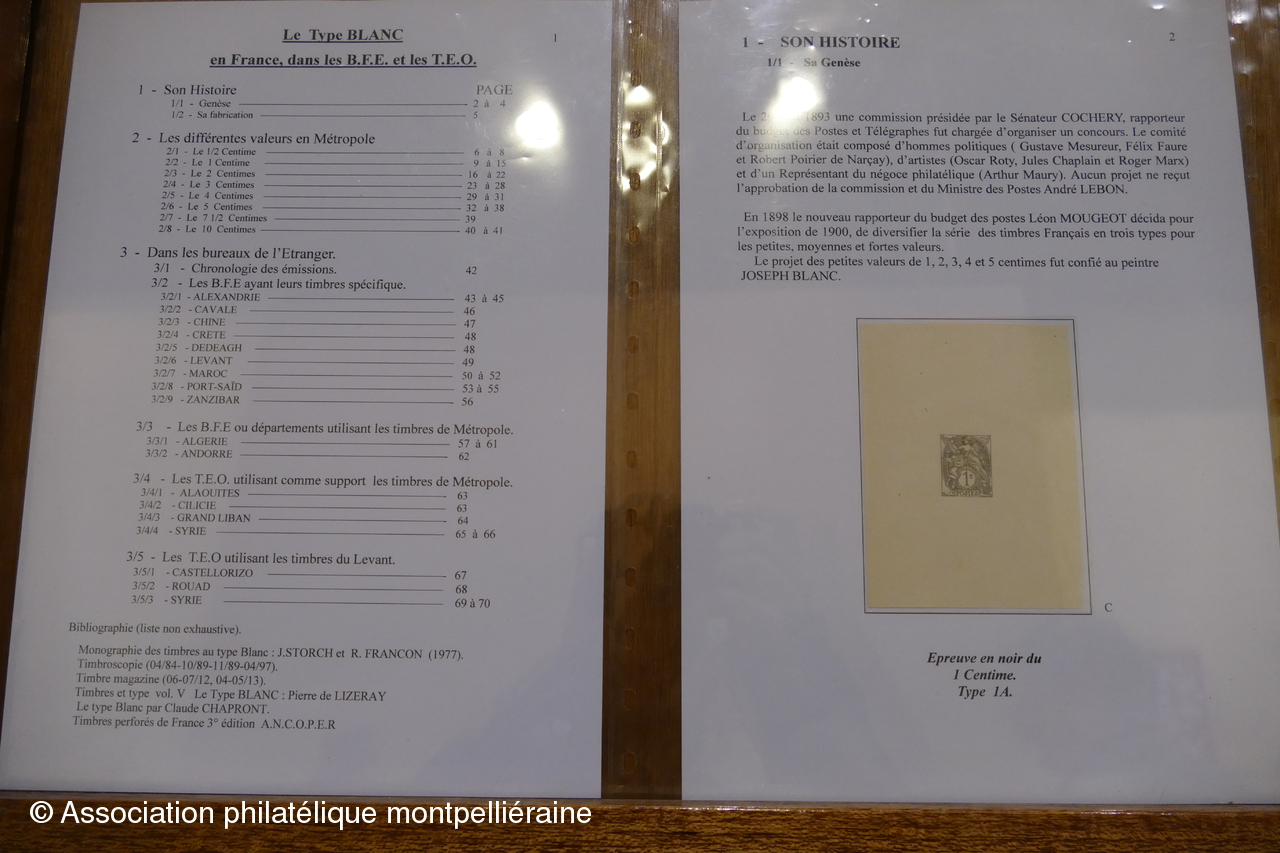 Le Type BLANC 1
en France, dans les B.F.E. et les T.E.O.
1 - Son Histoire PAGE
1/1 - Genèse 2 à 4
1/2 - Sa fabrication 5
2 - Les différentes valeurs en Métropole
2/1 - Le 1/2 Centime 6 à 8
2/2 - Le 1 Centime 9 à 15
2/3 - Le 2 Centimes 16 à 22
2/4 - Le 3 Centimes 23 à 28
2/5 - Le 4 Centimes 29 à 31
2/6 - Le 5 Centimes 32 à 38
2/7 - Le 7 1/2 Centimes 39
2/8 - Le 10 Centimes 40 à 41
3 - Dans les bureaux de l'Etranger.
3/1 - Chronologie des émissions. 42
3/2 - Les B.F.E ayant leurs timbres spécifique.
3/2/1 - ALEXANDRIE 43 à 45
3/2/2 - CAVALE 46
3/2/3 - CHINE 47
3/2/4 - CRETE 48
3/2/5 - DEDEAGH 48
3/2/6 - LEVANT 49
3/2/7 - MAROC 50 à 52
3/2/8 - PORT-SAÏD 53 à 55
3/2/9 - ZANZIBAR 56
3/3 - Les B.F.E ou départements utilisant les timbres de Métropole.
3/3/1 - ALGERIE 57 à 61
3/3/2 - ANDORRE 62
3/4 - Les T.E.O. utilisant comme support les timbres de Métropole.
3/4/1 - ALAOUITES 63
3/4/2 - CILICIE 63
3/4/3 - GRAND LIBAN 64
3/4/4 - SYRIE 65 à 66
3/5 - Les T.E.O utilisant les timbres du Levant.
3/5/1 - CASTELLORIZO 67
3/5/2 - ROUAD 68
3/5/3 - SYRIE 69 à 70
Bibliographie (liste non exhaustive).
Monographie des timbres au type Blanc : J.STORCH et R. FRANCON (1977).
Timbroscopie (04/84-10/89-11/89-04/97).
Timbre magazine (06-07/12, 04-05/13).
Timbres et type vol. V Le Type BLANC : Pierre de LIZERAY
Le type Blanc par Claude CHAPRONT.
Timbres perforés de France 3° édition A.N.C.O.P.E.R
1 - SON HISTOIRE 2
1/1 - Sa Genèse
Le 1893 une commission présidée par le Sénateur COCHERY, rapporteur
du budget des Postes et Télégraphes fut chargée d'organiser un concours. Le comité
d'organisation était composé d'hommes politiques ( Gustave Mesureur, Félix Faure
et Robert Poirier de Narçay), d'artistes (Oscar Roty, Jules Chaplain et Roger Marx)
et d'un Représentant du négoce philatélique (Arthur Maury). Aucun projet ne reçut
l'approbation de la commission et du Ministre des Postes André LEBON.
En 1898 le nouveau rapporteur du budget des postes Léon MOUGEOT décida pour
l'exposition de 1900, de diversifier la série des timbres Français en trois types pour
les petites, moyennes et fortes valeurs.
Le projet des petites valeurs de 1, 2, 3, 4 et 5 centimes fut confié au peintre
JOSEPH BLANC.
1c
C
Epreuve en noir du
1 Centime.
Type 1A.
© Association philatélique montpelliéraine